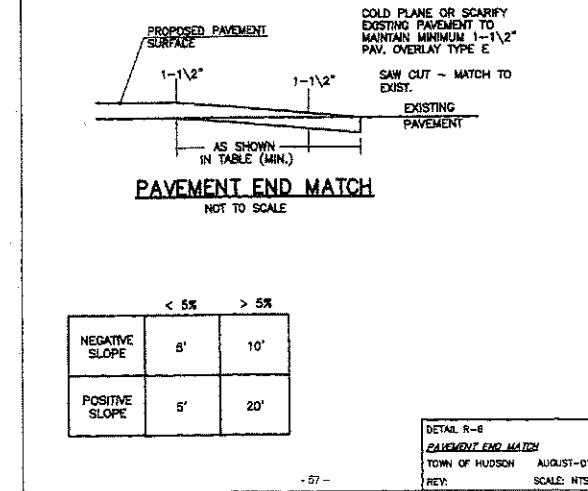 COLD PLANE OR SCARIFY
EXISTING PAVEMENT TO
MAINTAIN MINIMUM 1-1\2"
PAV. OVERLAY TYPE E
PROPOSED PAVEMENT
SURFACE
SAW CUT ~ MATCH TO
EXIST.
1-1\2"
1-1\2"
EXISTING
PAVEMENT
AS SHOWN
IN TABLE (MIN.)
PAVEMENT END MATCH
NOT TO SCALE
< 5% > 5%
NEGATIVE
SLOPE
10'
POSITIVE
SLOPE
5' 20'
DETAIL
PAVEMENT END MATCH
TOWN OF HUDSON
REV: SCALE: NTS
- 57 -